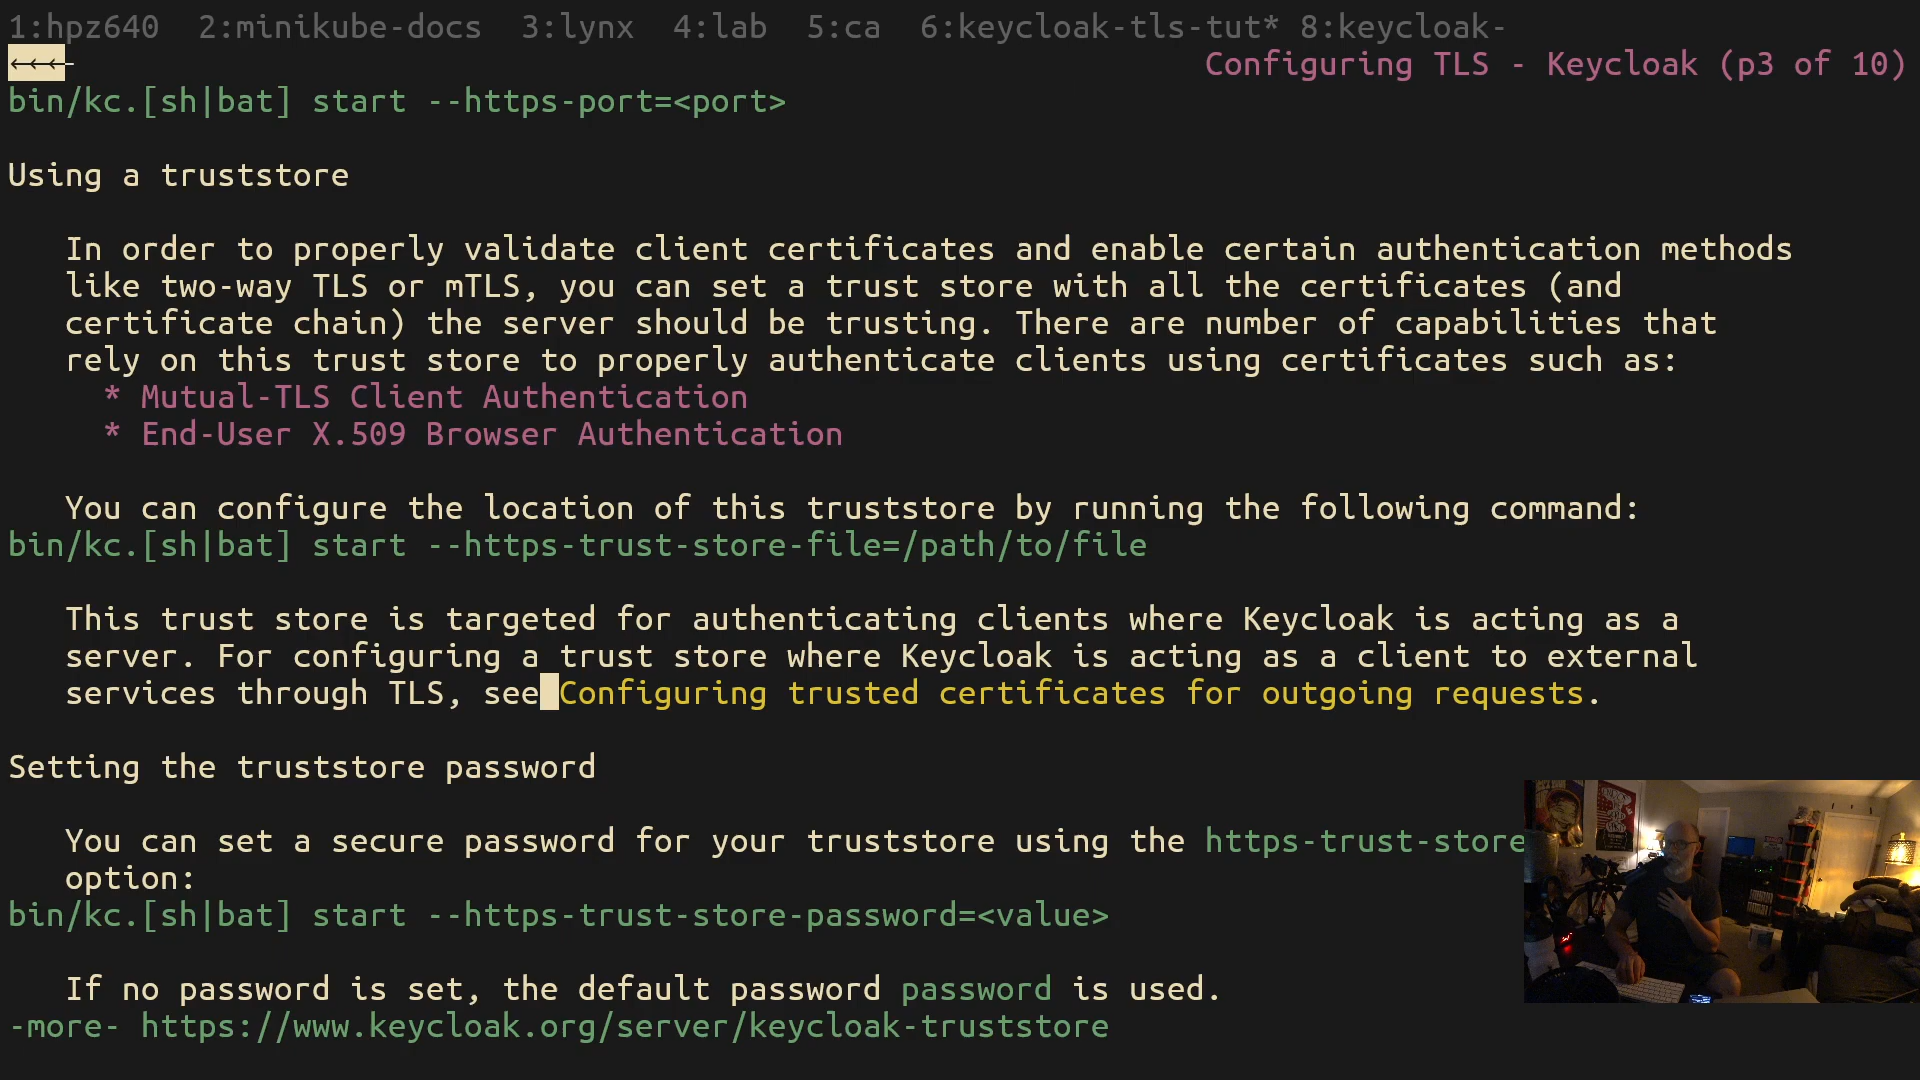 1:hpz640  2:minikube-docs  3:lynx  4:lab  5:ca  6:keycloak-tls-tut* 8:keycloak-
←←←
Configuring TLS - Keycloak (p3 of 10)
bin/kc.[sh|bat] start --https-port=<port>
Using a truststore
In order to properly validate client certificates and enable certain authentication methods
like two-way TLS or mTLS, you can set a trust store with all the certificates (and
certificate chain) the server should be trusting. There are number of capabilities that
rely on this trust store to properly authenticate clients using certificates such as:
* Mutual-TLS Client Authentication
* End-User X.509 Browser Authentication
You can configure the location of this truststore by running the following command:
bin/kc.[sh|bat] start --https-trust-store-file=/path/to/file
This trust store is targeted for authenticating clients where Keycloak is acting as a
server. For configuring a trust store where Keycloak is acting as a client to external
services through TLS, see Configuring trusted certificates for outgoing requests.
Setting the truststore password
You can set a secure password for your truststore using the https-trust-store
option:
bin/kc.[sh|bat] start --https-trust-store-password=<value>
If no password is set, the default password password is used.
-more- https://www.keycloak.org/server/keycloak-truststore